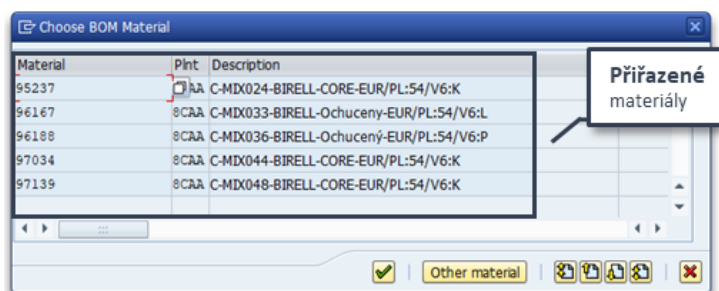 Choose BOM Material
Material Plnt Description
95237 AA C-MIX024-BIRELL-CORE-EUR/PL:54/V6:K
96167 8CAA C-MIX033-BIRELL-Ochuceny-EUR/PL:54/V6:L
96188 8CAA C-MIX036-BIRELL-Ochucený-EUR/PL:54/V6:P
97034 8CAA C-MIX044-BIRELL-CORE-EUR/PL:54/V6:K
97139 8CAA C-MIX048-BIRELL-CORE-EUR/PL:54/V6:K
Přiřazené
materiály
Other material